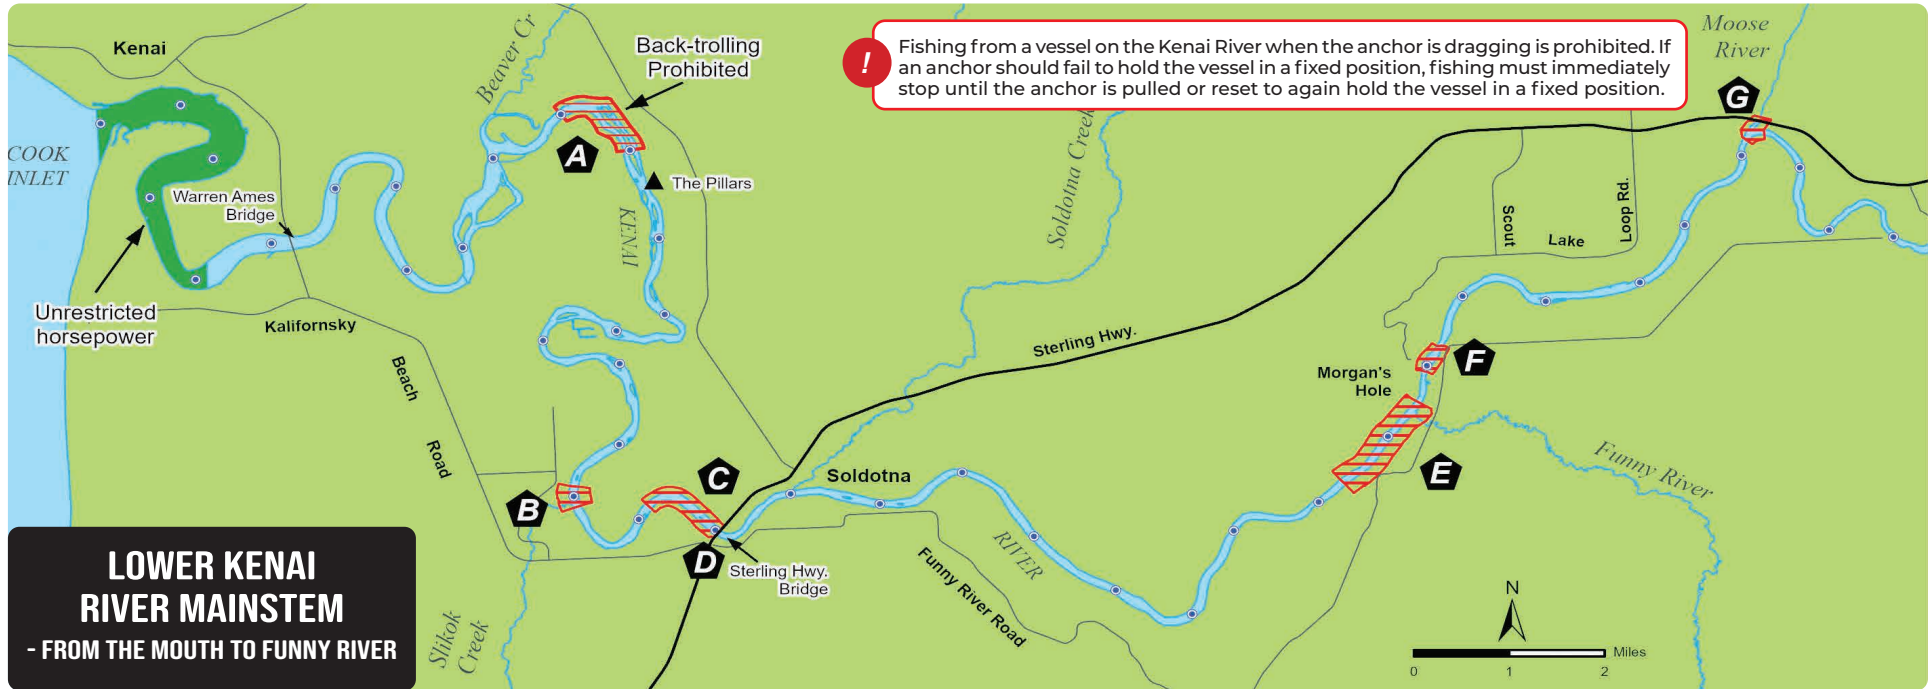 Kenai
Beaver Cr
Back-trolling
Prohibited
!
Fishing from a vessel on the Kenai River when the anchor is dragging is prohibited. If
an anchor should fail to hold the vessel in a fixed position, fishing must immediately
stop until the anchor is pulled or reset to again hold the vessel in a fixed position.
Moose
River
G
COOK
INLET
A
The Pillars
Warren Ames
Bridge
KENAI
Soldotna Creek
Scout
Lake
Loop Rd.
Unrestricted
horsepower
Kalifornsky
Beach
Road
Sterling Hwy.
Morgan's
Hole
F
E
Funny River
B
C
Soldotna
D
Sterling Hwy.
Bridge
RIVER
Funny River Road
Slikok
Creek
LOWER KENAI
RIVER MAINSTEM
- FROM THE MOUTH TO FUNNY RIVER
N
Miles
0 1 2